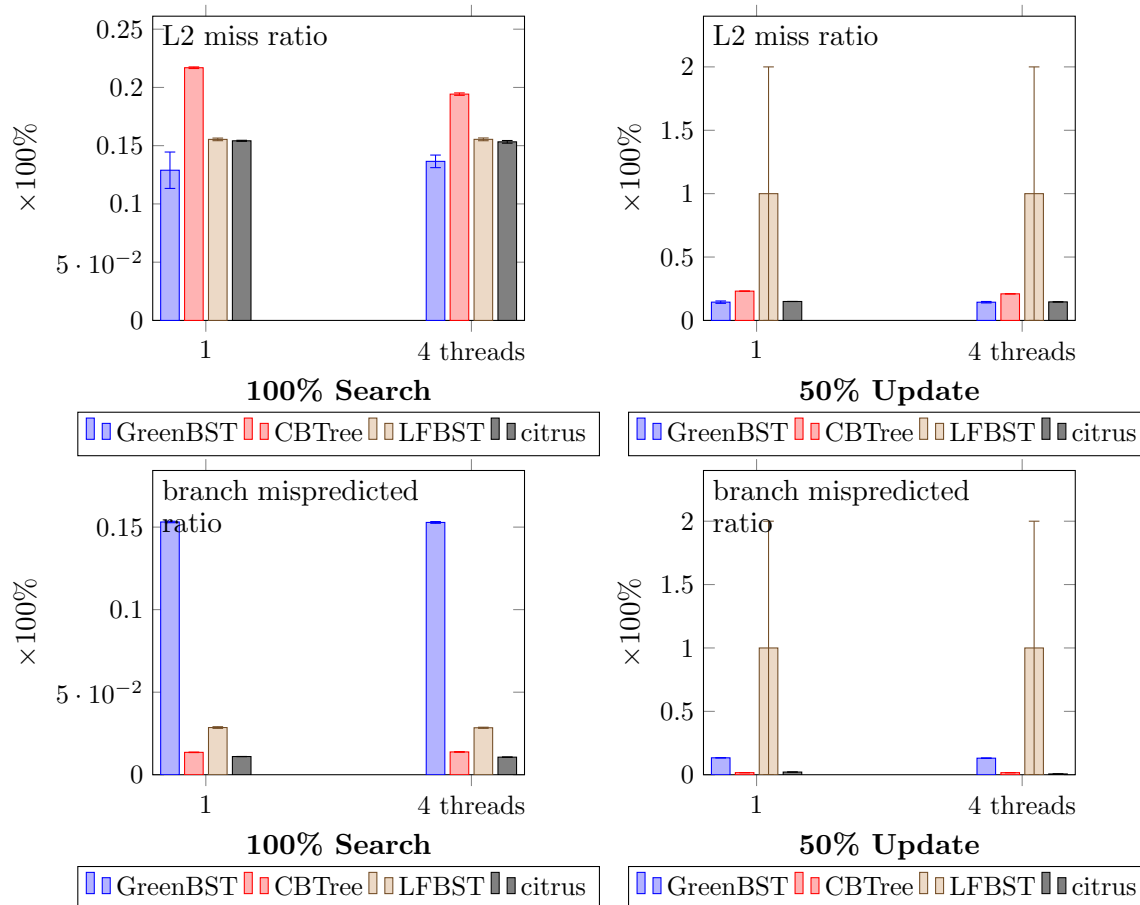 L2 miss ratio
0.25
0.2
0.15
0.1
5 · 10⁻²
0
×100%
1
4 threads
100% Search
GreenBST CBTree LFBST citrus
L2 miss ratio
2
1.5
1
0.5
0
×100%
1
4 threads
50% Update
GreenBST CBTree LFBST citrus
branch mispredicted
ratio
0.15
0.1
5 · 10⁻²
0
×100%
1
4 threads
100% Search
GreenBST CBTree LFBST citrus
branch mispredicted
ratio
2
1.5
1
0.5
0
×100%
1
4 threads
50% Update
GreenBST CBTree LFBST citrus